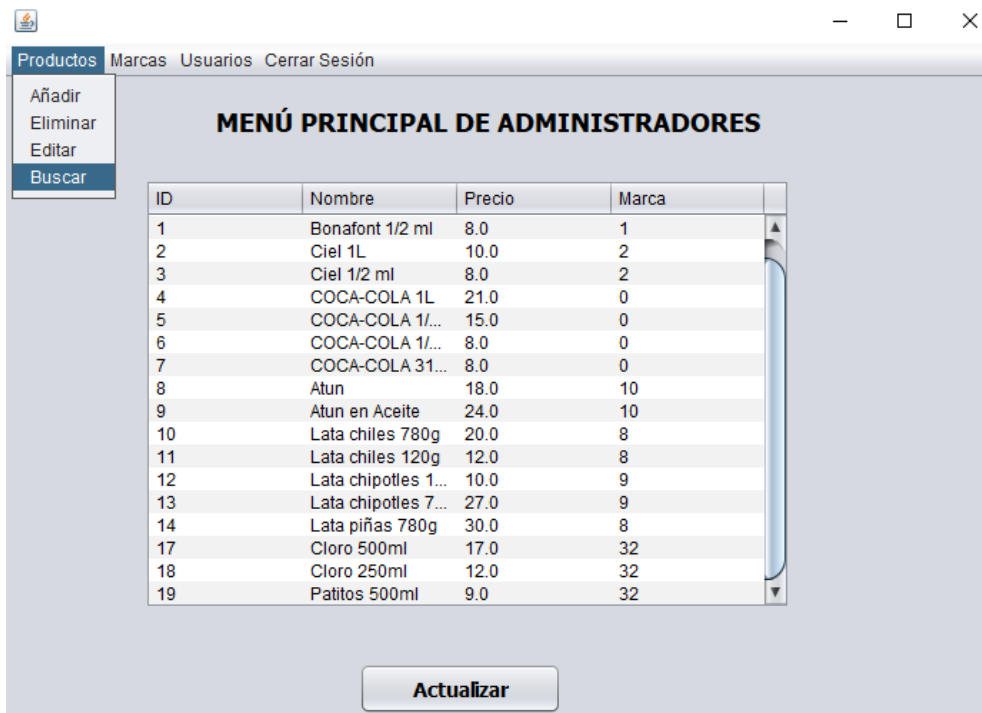 Productos Marcas Usuarios Cerrar Sesión
Añadir
Eliminar
Editar
Buscar
MENÚ PRINCIPAL DE ADMINISTRADORES
ID Nombre Precio Marca
1 Bonafont 1/2 ml 8.0 1
2 Ciel 1L 10.0 2
3 Ciel 1/2 ml 8.0 2
4 COCA-COLA 1L 21.0 0
5 COCA-COLA 1/... 15.0 0
6 COCA-COLA 1/... 8.0 0
7 COCA-COLA 31... 8.0 0
8 Atun 18.0 10
9 Atun en Aceite 24.0 10
10 Lata chiles 780g 20.0 8
11 Lata chiles 120g 12.0 8
12 Lata chipotles 1... 10.0 9
13 Lata chipotles 7... 27.0 9
14 Lata piñas 780g 30.0 8
17 Cloro 500ml 17.0 32
18 Cloro 250ml 12.0 32
19 Patitos 500ml 9.0 32
Actualizar